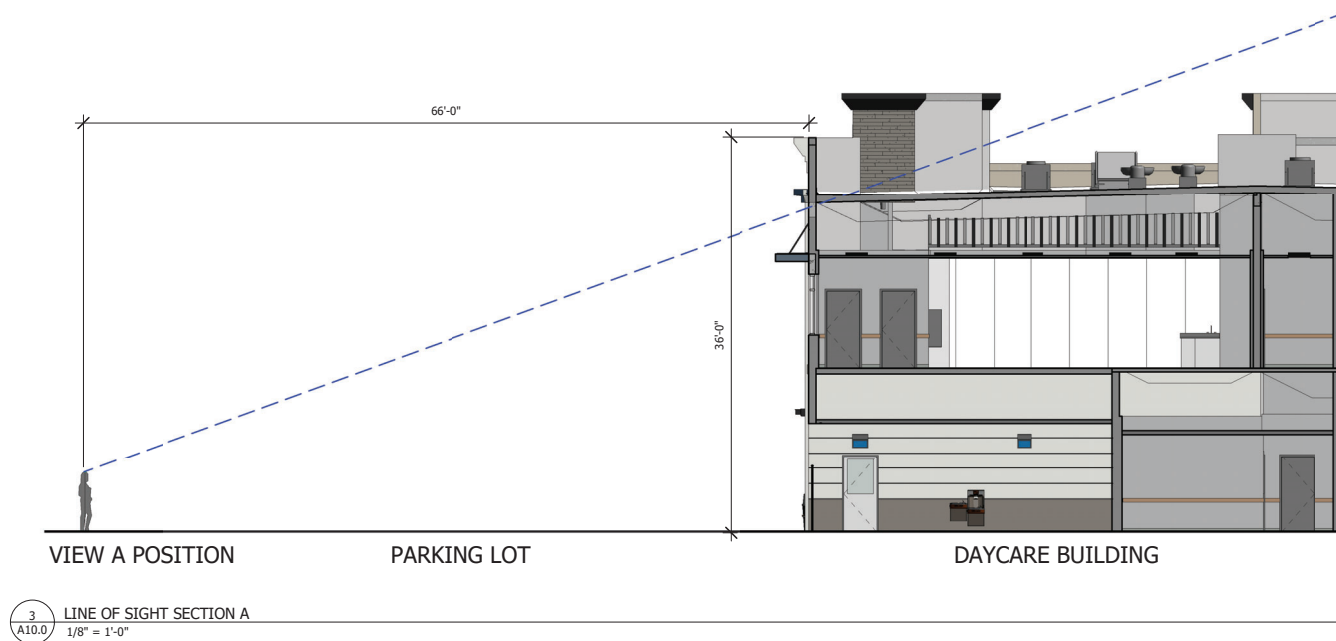 66'-0"
36'-0"
VIEW A POSITION
PARKING LOT
DAYCARE BUILDING
3
A10.0
LINE OF SIGHT SECTION A
1/8" = 1'-0"